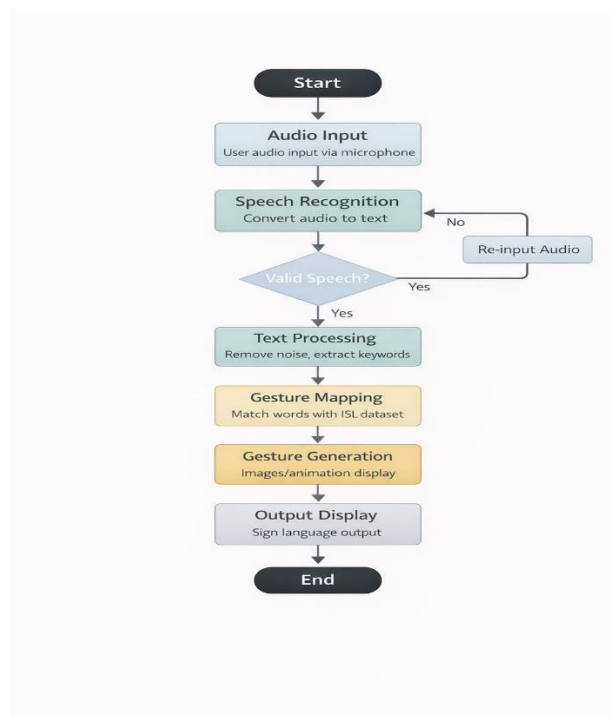 Start
Audio Input
User audio input via microphone
Speech Recognition
Convert audio to text
No
Re-input Audio
Valid Speech?
Yes
Yes
Text Processing
Remove noise, extract keywords
Gesture Mapping
Match words with ISL dataset
Gesture Generation
Images/animation display
Output Display
Sign language output
End